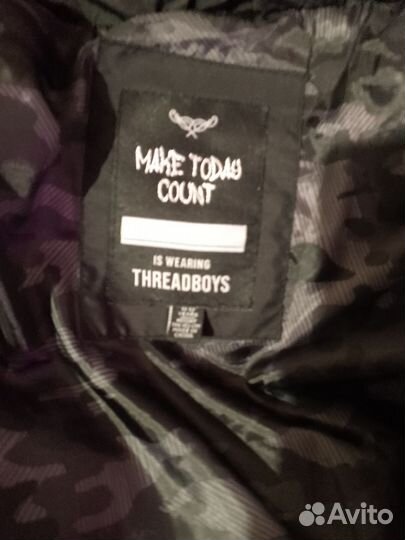 MAKE TODAY
COUNT
IS WEARING
THREADBOYS
Avito